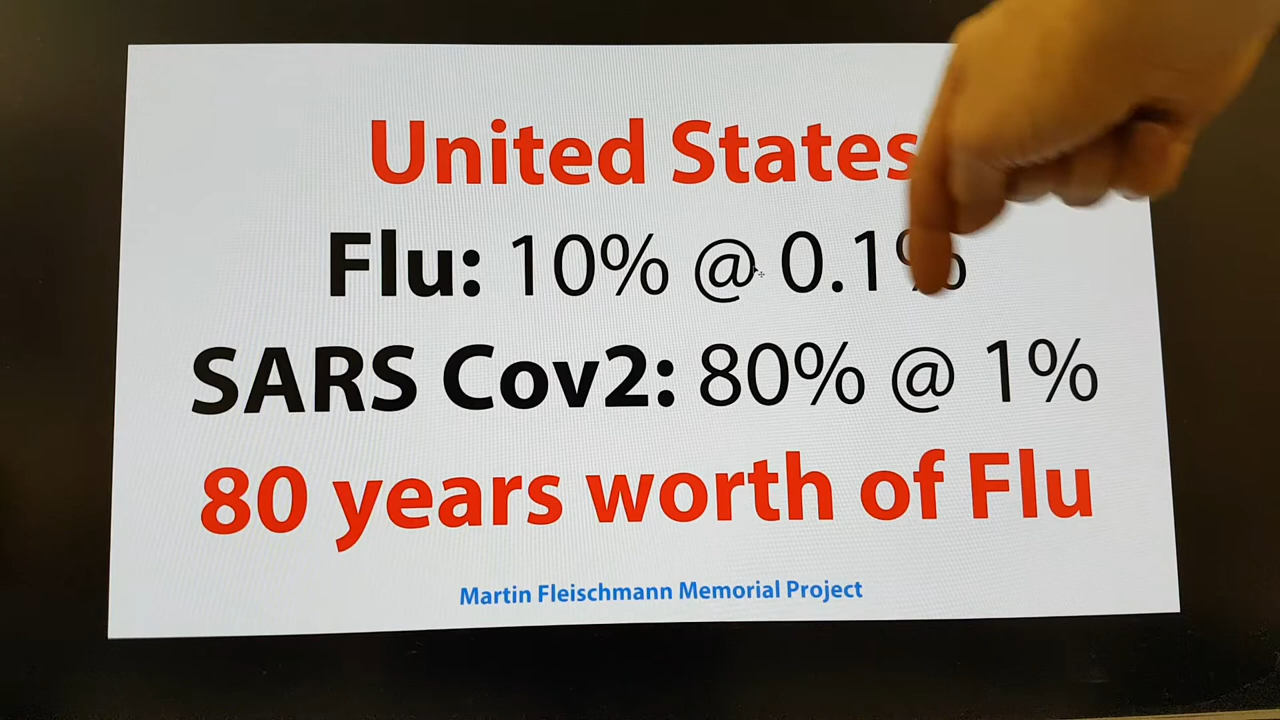 United States
Flu: 10% @ 0.1%
SARS Cov2: 80% @ 1%
80 years worth of Flu
Martin Fleischmann Memorial Project